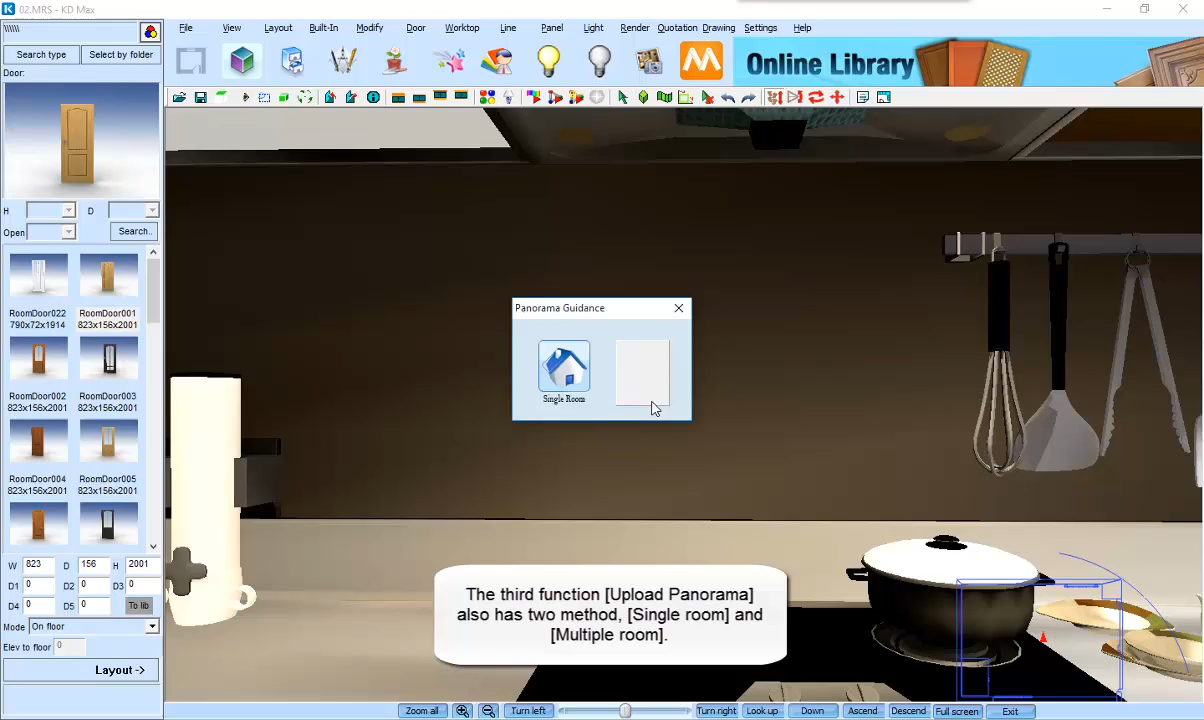 02.MRS - KD Max
\\\\\\
File View Layout Built-In Modify Door Worktop Line Panel Light Render Quotation Drawing Settings Help
Search type Select by folder
Online Library
Door:
H D
Open Search..
RoomDoor022 RoomDoor001
790x72x1914 823x156x2001
RoomDoor002 RoomDoor003
823x156x2001 823x156x2001
RoomDoor004 RoomDoor005
823x156x2001 823x156x2001
W 823 D 156 H 2001
D1 0 D2 0 D3 0
D4 0 D5 0 To lib
Mode On floor
Elev to floor 0
Layout ->
Panorama Guidance
Single Room
The third function [Upload Panorama]
also has two method, [Single room] and
[Multiple room].
Zoom all Turn left Turn right Look up Down Ascend Descend Full screen Exit